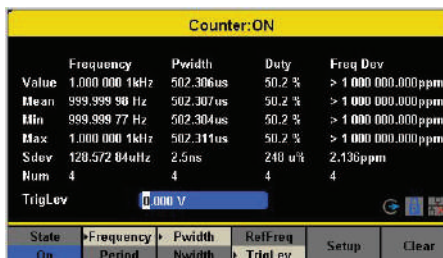 Counter:ON
Frequency Pwidth Duty Freq Dev
Value 1.000 000 1kHz 502.306us 50.2 % > 1 000 000.000ppm
Mean 999.999 98 Hz 502.307us 50.2 % > 1 000 000.000ppm
Min 999.999 77 Hz 502.304us 50.2 % > 1 000 000.000ppm
Max 1.000 000 1kHz 502.311us 50.2 % > 1 000 000.000ppm
Sdev 128.572 84uHz 2.5ns 248 u% 2.136ppm
Num 4 4 4 4
TrigLev 0.000 V
State Frequency Pwidth RefFreq Setup Clear
On Period Nwidth TrigLev